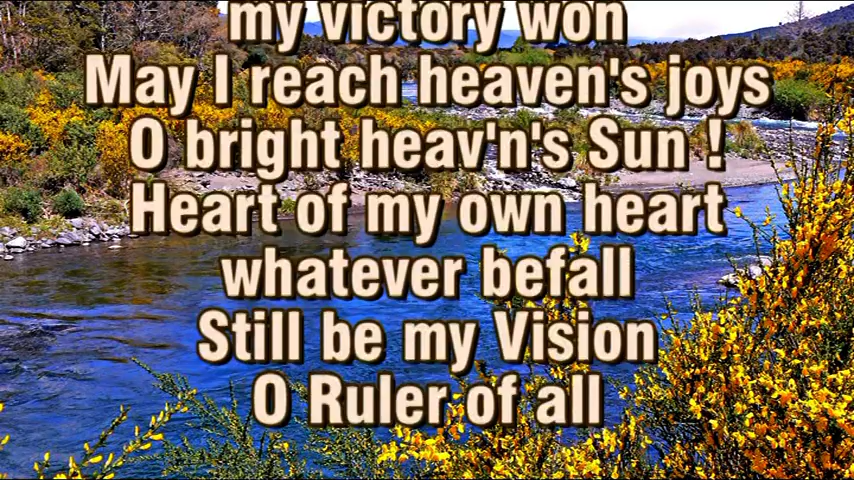 my victory won
May I reach heaven's joys
O bright heav'n's Sun !
Heart of my own heart
whatever befall
Still be my Vision
O Ruler of all